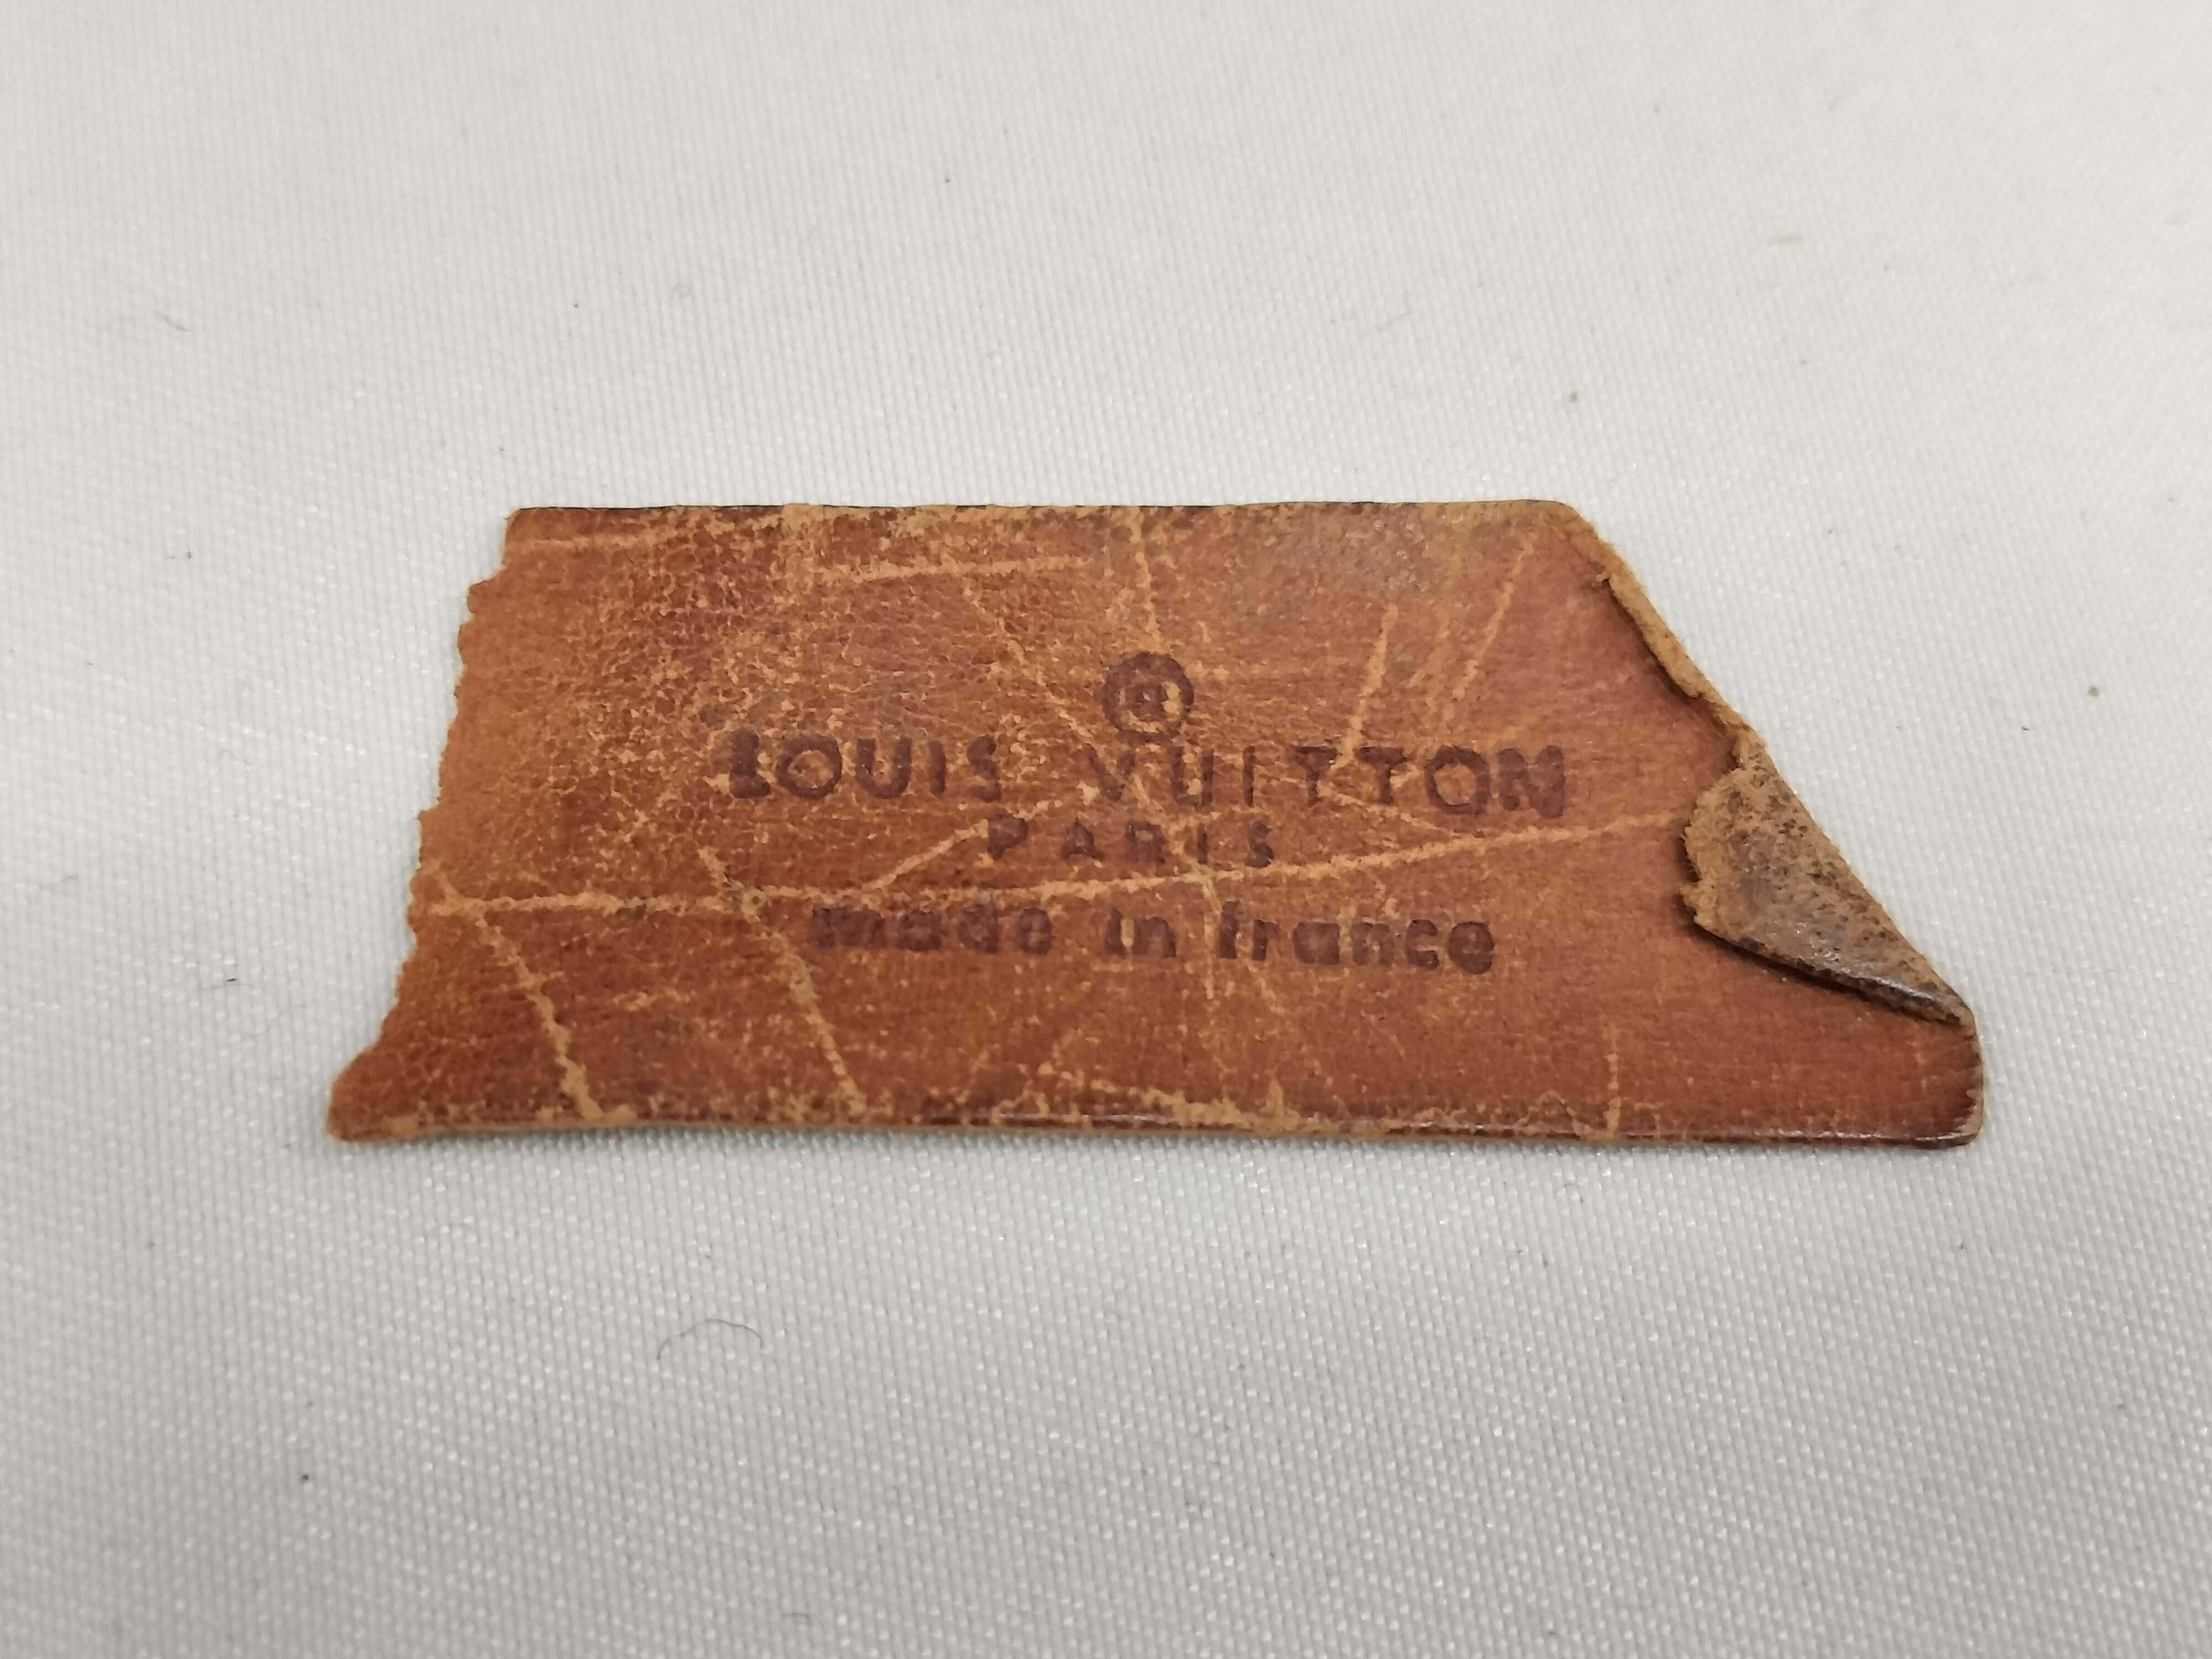 ®
LOUIS VUITTON
PARIS
made in france